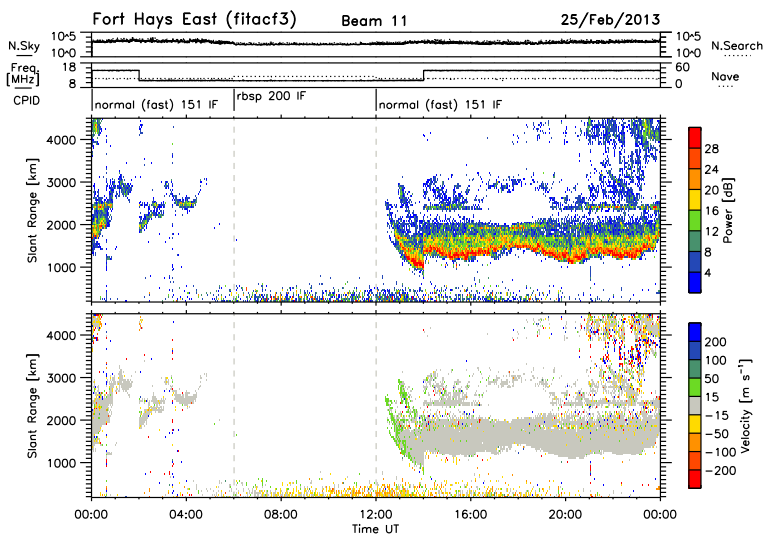 Fort Hays East (fitacf3) Beam 11 25/Feb/2013
N.Sky 10^5 10^0 10^5 10^0 N.Search
Freq. [MHz] 18 8 60 0 Nave
CPID normal (fast) 151 IF rbsp 200 IF normal (fast) 151 IF
Slant Range [km] 4000 3000 2000 1000
Power [dB] 28 24 20 16 12 8 4
Slant Range [km] 4000 3000 2000 1000
Velocity [m s⁻¹] 200 100 50 15 −15 −50 −100 −200
00:00 04:00 08:00 12:00 16:00 20:00 00:00
Time UT